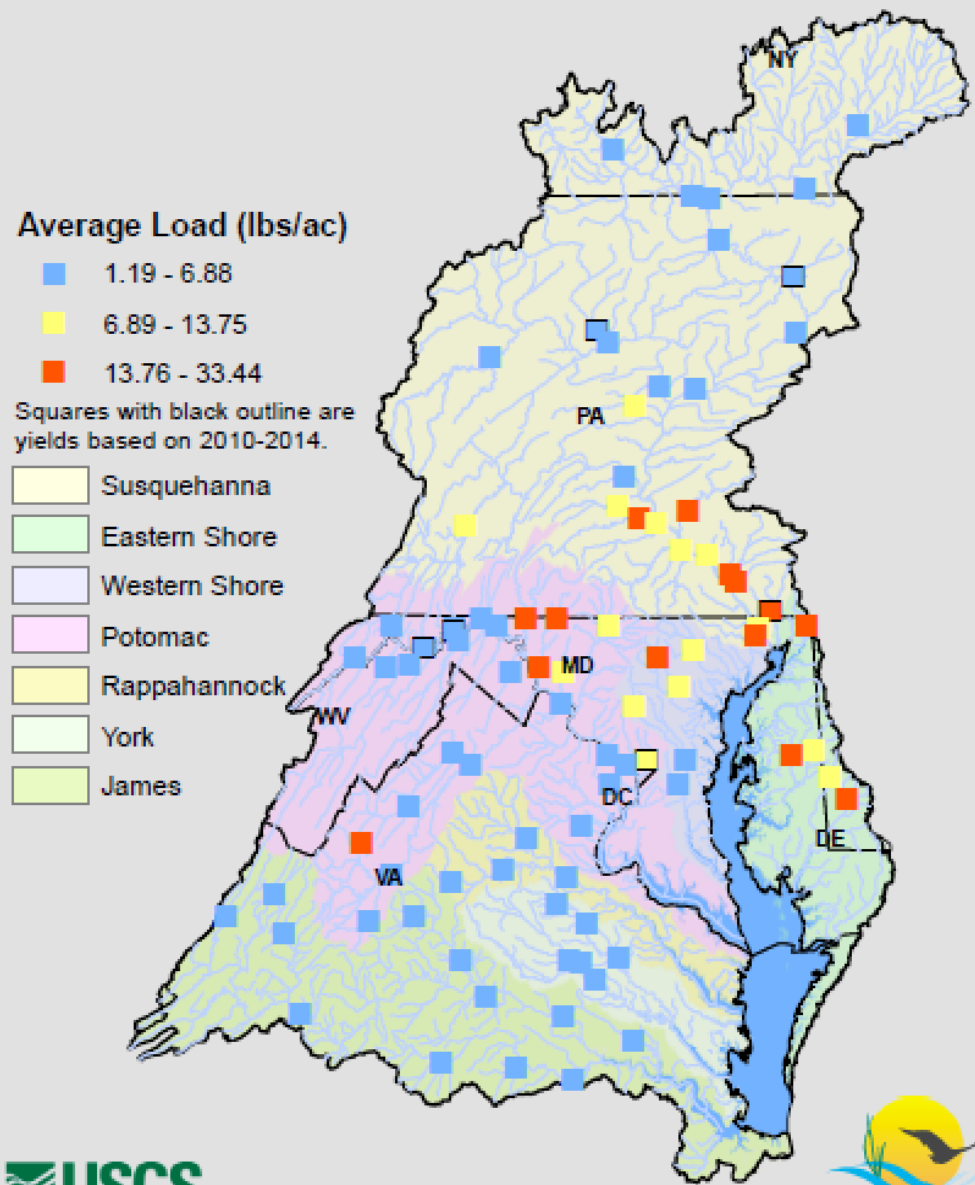 NY
Average Load (lbs/ac)
1.19 - 6.88
6.89 - 13.75
13.76 - 33.44
Squares with black outline are
yields based on 2010-2014.
PA
Susquehanna
Eastern Shore
Western Shore
Potomac
Rappahannock
York
James
MD
WV
DC
DE
VA
USGS